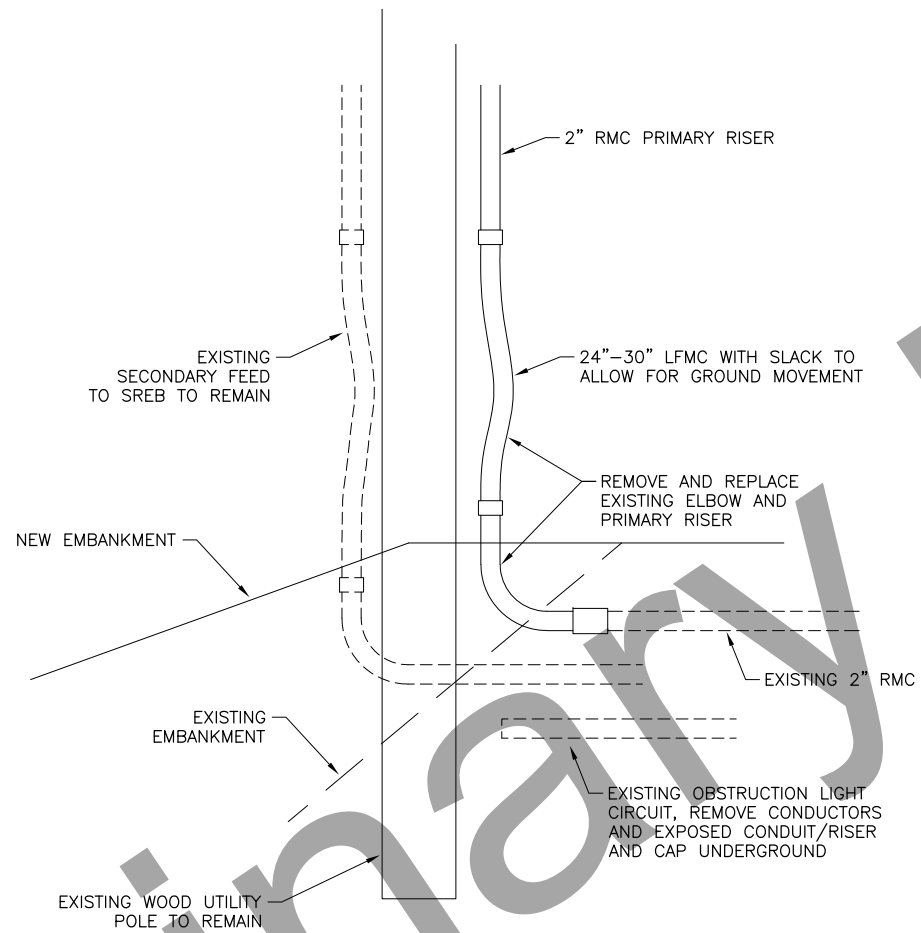 2" RMC PRIMARY RISER
EXISTING
SECONDARY FEED
TO SREB TO REMAIN
24"-30" LFMC WITH SLACK TO
ALLOW FOR GROUND MOVEMENT
REMOVE AND REPLACE
EXISTING ELBOW AND
PRIMARY RISER
NEW EMBANKMENT
EXISTING 2" RMC
EXISTING
EMBANKMENT
EXISTING OBSTRUCTION LIGHT
CIRCUIT, REMOVE CONDUCTORS
AND EXPOSED CONDUIT/RISER
AND CAP UNDERGROUND
EXISTING WOOD UTILITY
POLE TO REMAIN
inary